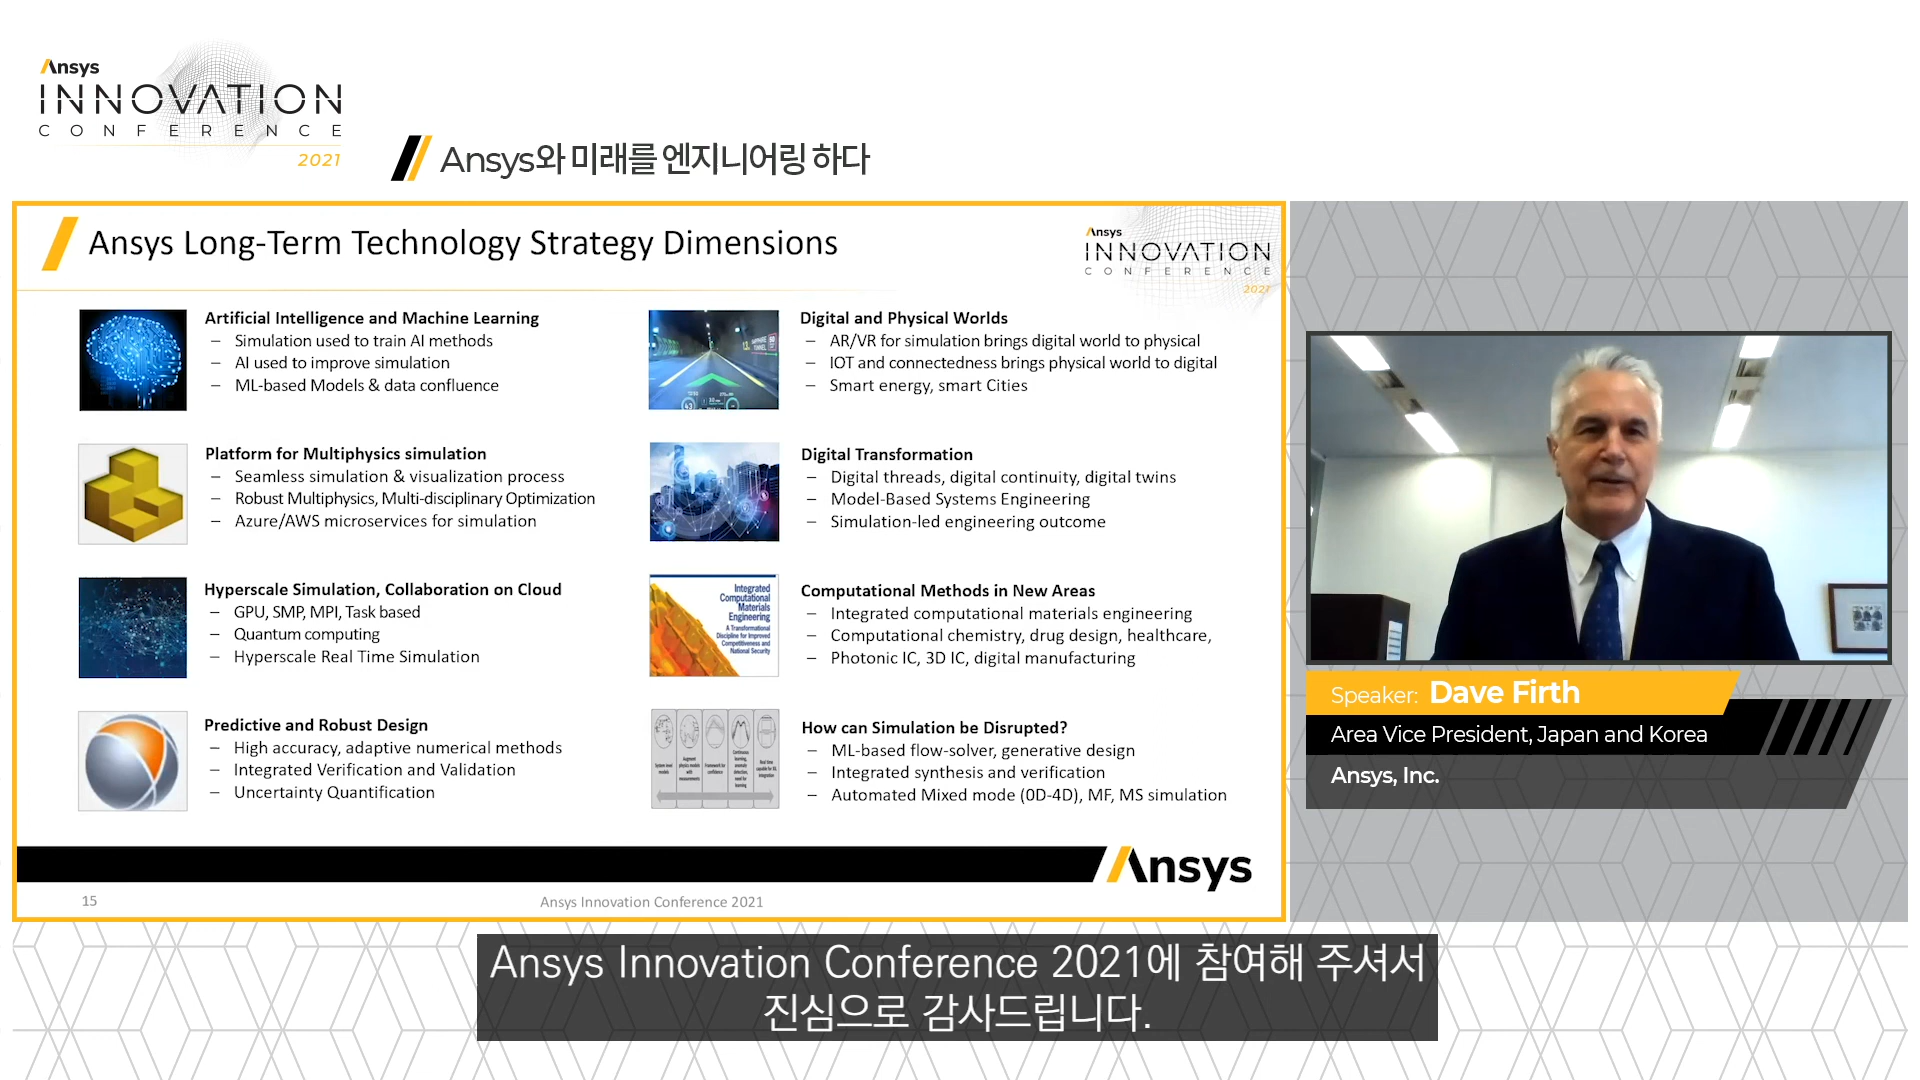 Ansys
INNOVATION
CONFERENCE
2021
Ansys와 미래를 엔지니어링 하다
Ansys Long-Term Technology Strategy Dimensions
Ansys
INNOVATION
CONFERENCE
2021
Artificial Intelligence and Machine Learning
– Simulation used to train AI methods
– AI used to improve simulation
– ML-based Models & data confluence
Platform for Multiphysics simulation
– Seamless simulation & visualization process
– Robust Multiphysics, Multi-disciplinary Optimization
– Azure/AWS microservices for simulation
Hyperscale Simulation, Collaboration on Cloud
– GPU, SMP, MPI, Task based
– Quantum computing
– Hyperscale Real Time Simulation
Predictive and Robust Design
– High accuracy, adaptive numerical methods
– Integrated Verification and Validation
– Uncertainty Quantification
Digital and Physical Worlds
– AR/VR for simulation brings digital world to physical
– IOT and connectedness brings physical world to digital
– Smart energy, smart Cities
Digital Transformation
– Digital threads, digital continuity, digital twins
– Model-Based Systems Engineering
– Simulation-led engineering outcome
Integrated
Computational
Materials
Engineering
A Transformational
Discipline for Improved
Competitiveness and
National Security
Computational Methods in New Areas
– Integrated computational materials engineering
– Computational chemistry, drug design, healthcare,
– Photonic IC, 3D IC, digital manufacturing
How can Simulation be Disrupted?
– ML-based flow-solver, generative design
– Integrated synthesis and verification
– Automated Mixed mode (0D-4D), MF, MS simulation
Ansys
15
Ansys Innovation Conference 2021
Speaker: Dave Firth
Area Vice President, Japan and Korea
Ansys, Inc.
Ansys Innovation Conference 2021에 참여해 주셔서
진심으로 감사드립니다.